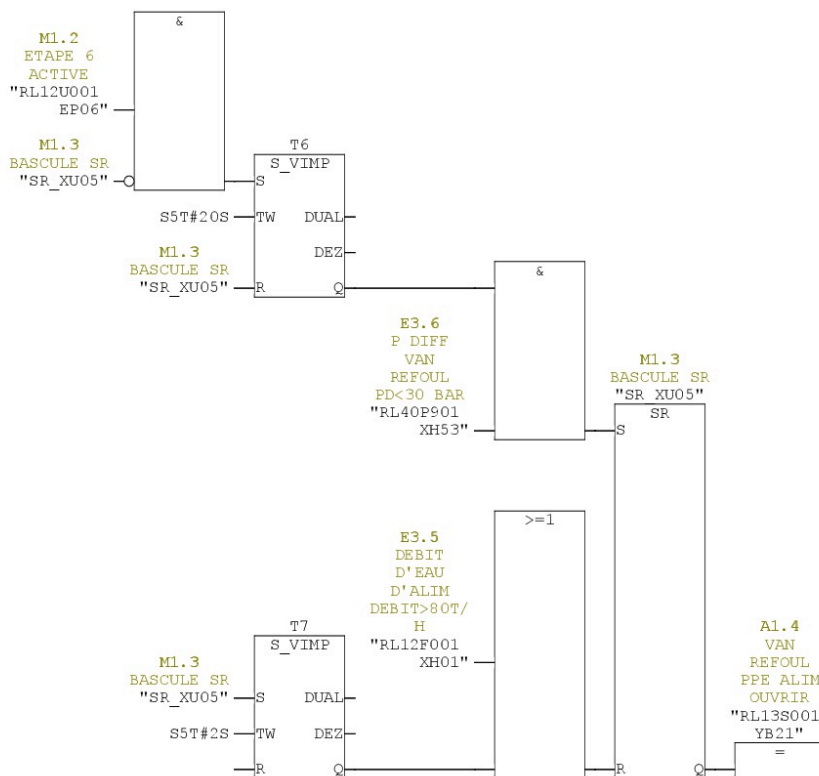 &
M1.2
ETAPE 6
ACTIVE
"RL12U001
EP06"
M1.3
BASCULE SR
"SR_XU05"
T6
S_VIMP
S
S5T#20S
TW
DUAL
DEZ
M1.3
BASCULE SR
"SR_XU05"
R
Q
&
E3.6
P DIFF
VAN
REFOUL
PD<30 BAR
"RL40P901
XH53"
M1.3
BASCULE SR
"SR_XU05"
SR
S
>=1
E3.5
DEBIT
D'EAU
D'ALIM
DEBIT>80T/
H
"RL12F001
XH01"
T7
S_VIMP
M1.3
BASCULE SR
"SR_XU05"
S
DUAL
S5T#2S
TW
DEZ
R
Q
R
Q
A1.4
VAN
REFOUL
PPE ALIM
OUVRIR
"RL13S001
YB21"
=